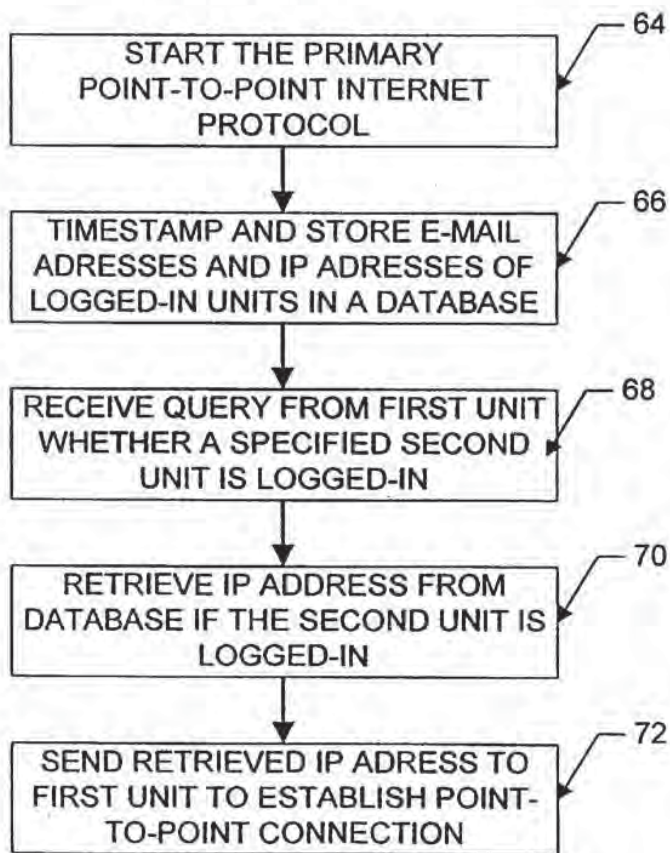 64
START THE PRIMARY
POINT-TO-POINT INTERNET
PROTOCOL
66
TIMESTAMP AND STORE E-MAIL
ADRESSES AND IP ADRESSES OF
LOGGED-IN UNITS IN A DATABASE
68
RECEIVE QUERY FROM FIRST UNIT
WHETHER A SPECIFIED SECOND
UNIT IS LOGGED-IN
70
RETRIEVE IP ADDRESS FROM
DATABASE IF THE SECOND UNIT IS
LOGGED-IN
72
SEND RETRIEVED IP ADRESS TO
FIRST UNIT TO ESTABLISH POINT-
TO-POINT CONNECTION